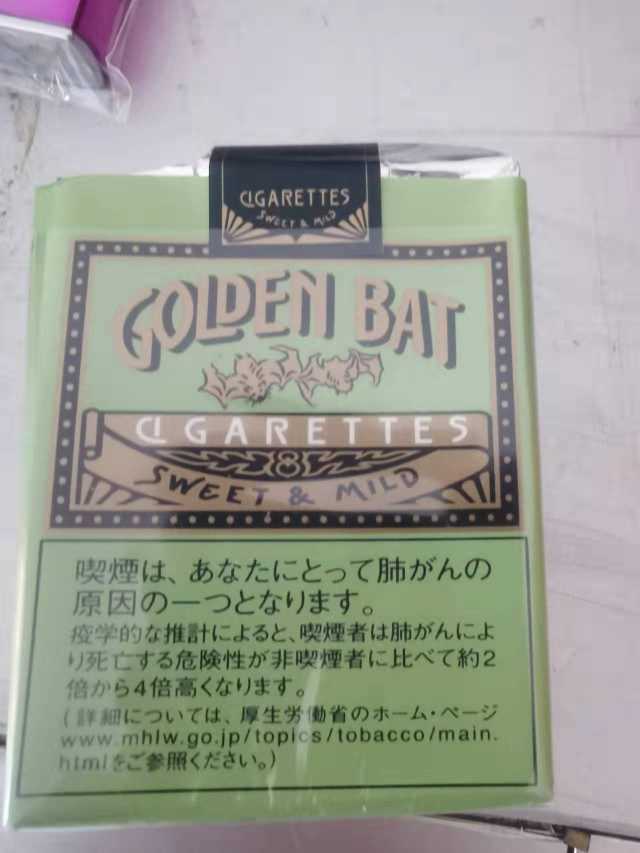 CIGARETTES
SWEET & MILD
GOLDEN BAT
CIGARETTES
SWEET & MILD
喫煙は、あなたにとって肺がんの
原因の一つとなります。
疫学的な推計によると、喫煙者は肺がんによ
り死亡する危険性が非喫煙者に比べて約2
倍から4倍高くなります。
(詳細については、厚生労働省のホーム・ページ
www.mhlw.go.jp/topics/tobacco/main.
htmlをご参照ください。)